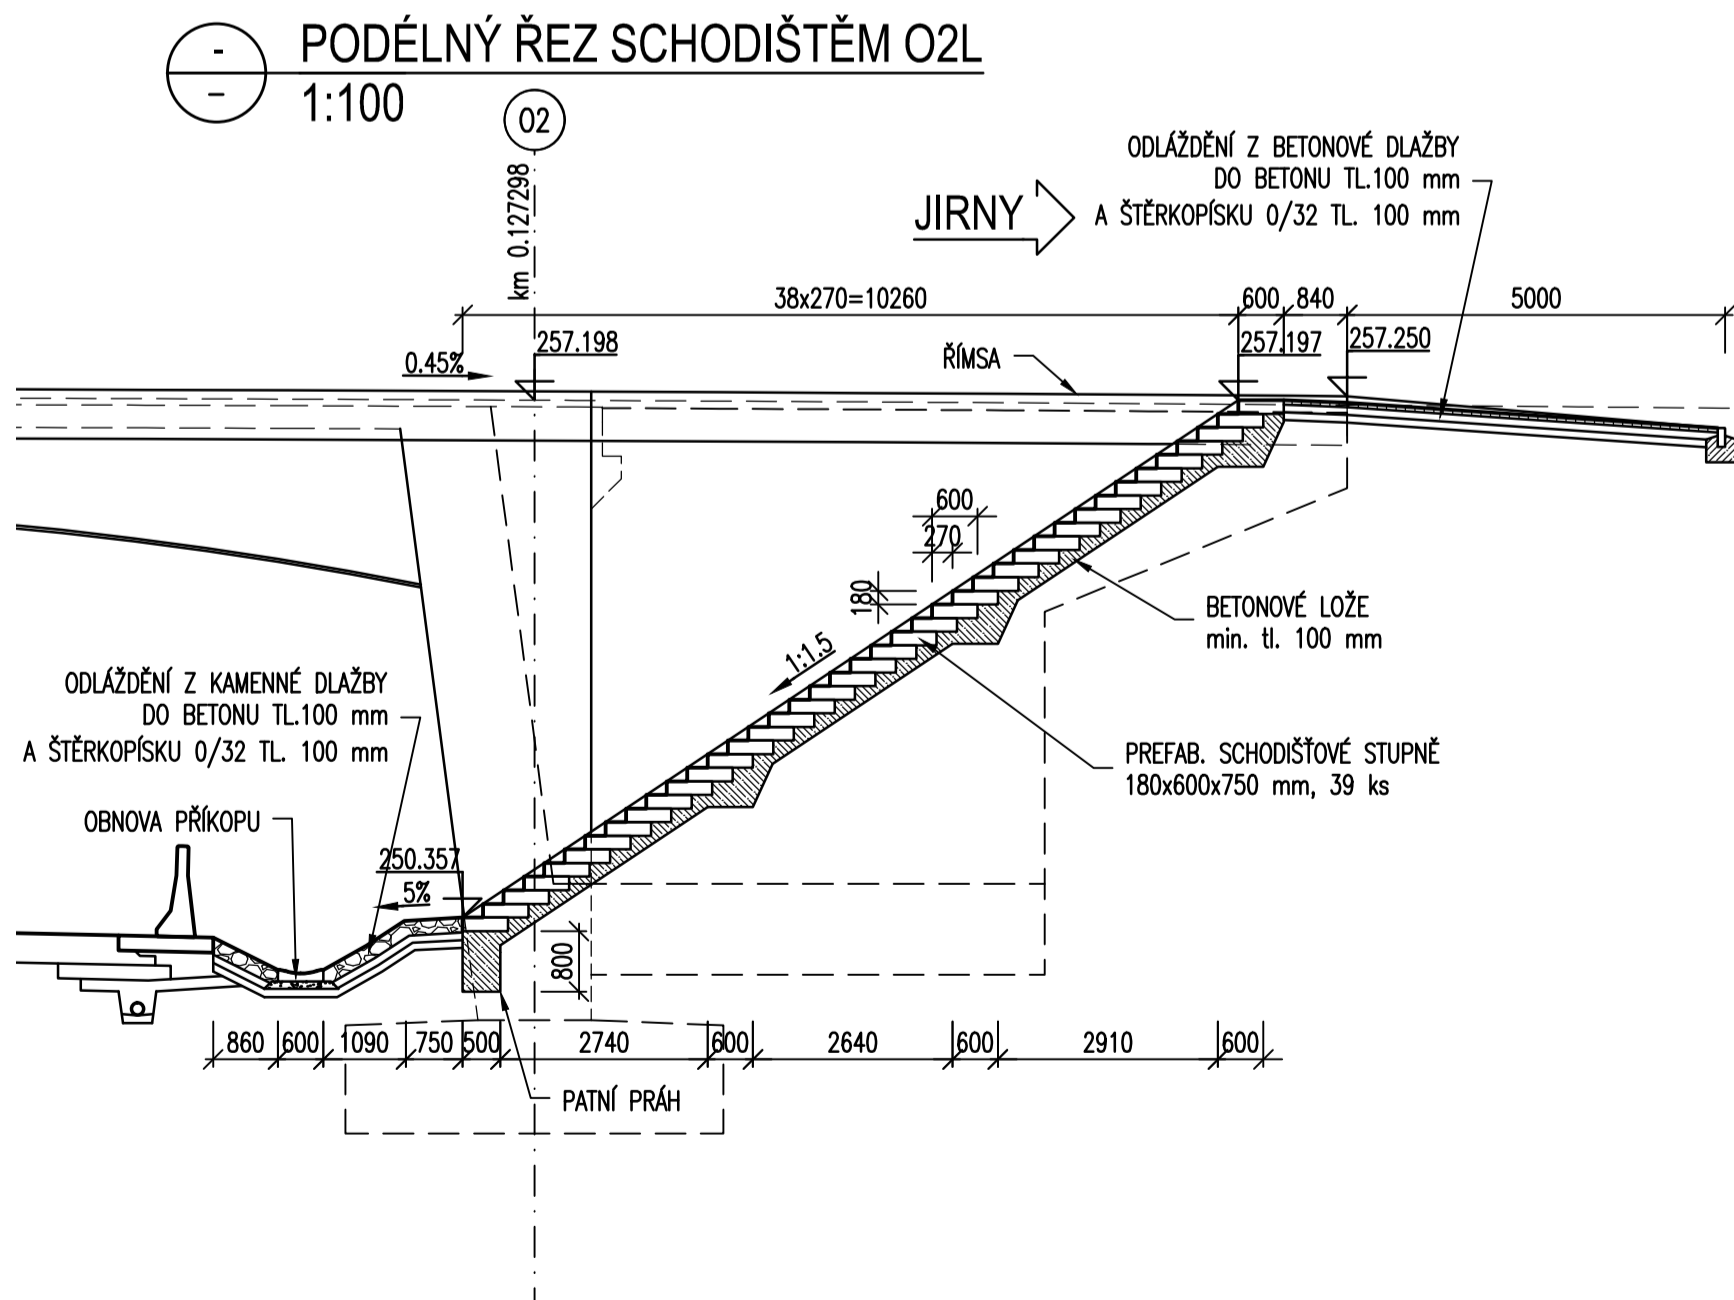 -
PODÉLNÝ ŘEZ SCHODIŠTĚM O2L
–
1:100
O2
km 0.127298
JIRNY
ODLÁŽDĚNÍ Z BETONOVÉ DLAŽBY
DO BETONU TL.100 mm
A ŠTĚRKOPÍSKU 0/32 TL. 100 mm
38x270=10260
600
840
5000
257.198
257.197
257.250
0.45%
ŘÍMSA
600
270
180
1:1.5
BETONOVÉ LOŽE
min. tl. 100 mm
ODLÁŽDĚNÍ Z KAMENNÉ DLAŽBY
DO BETONU TL.100 mm
A ŠTĚRKOPÍSKU 0/32 TL. 100 mm
PREFAB. SCHODIŠŤOVÉ STUPNĚ
180x600x750 mm, 39 ks
OBNOVA PŘÍKOPU
250.357
5%
800
860
600
1090
750
500
2740
600
2640
600
2910
600
PATNÍ PRÁH